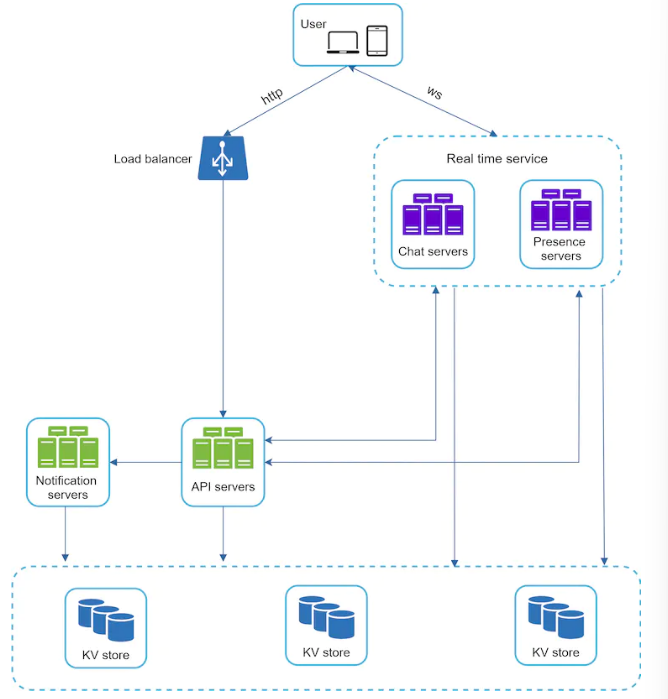 User
http
ws
Load balancer
Real time service
Chat servers
Presence
servers
Notification
servers
API servers
KV store
KV store
KV store